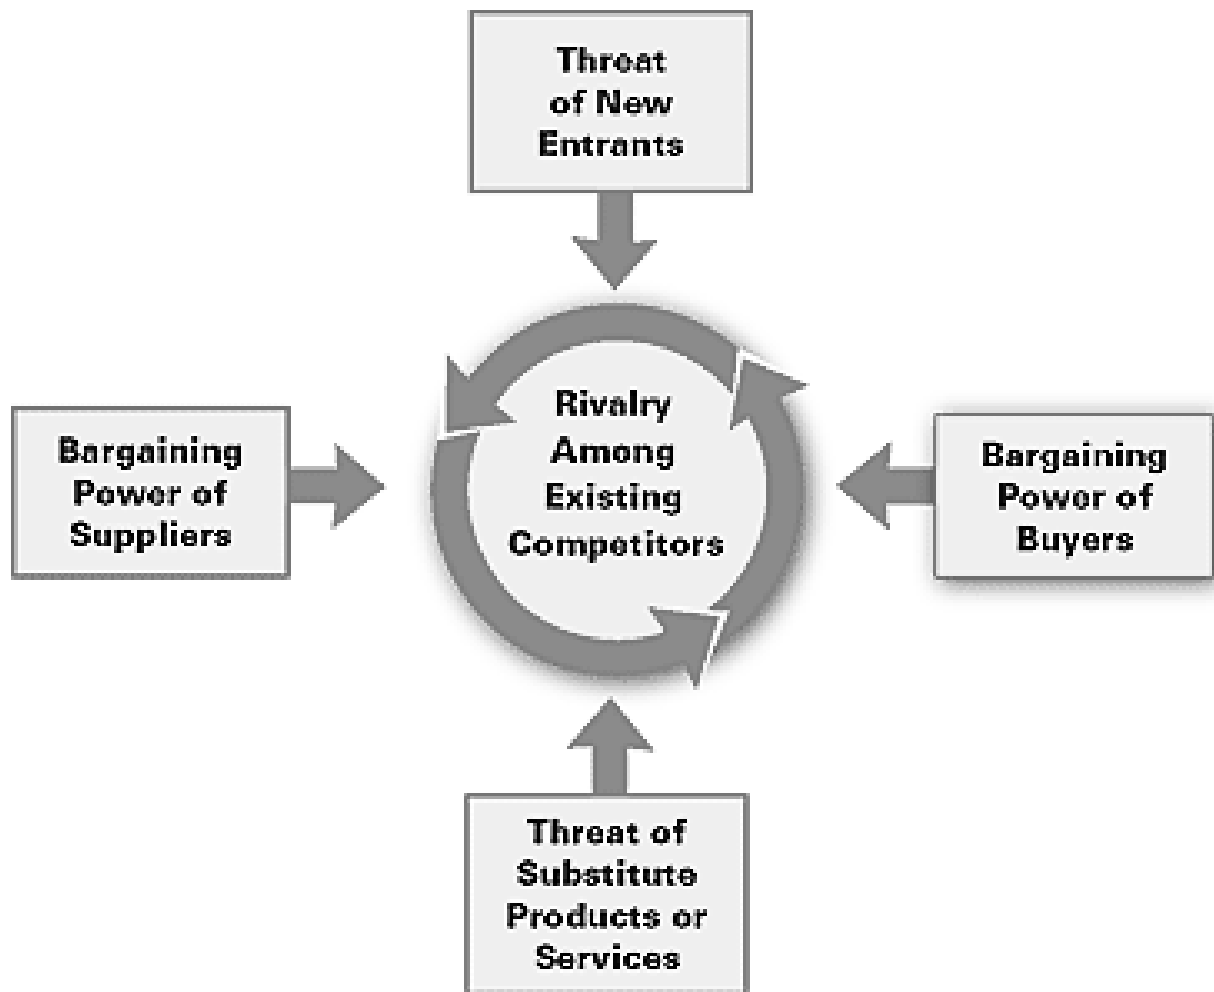 Threat
of New
Entrants
Rivalry
Among
Existing
Competitors
Bargaining
Power of
Suppliers
Bargaining
Power of
Buyers
Threat of
Substitute
Products or
Services